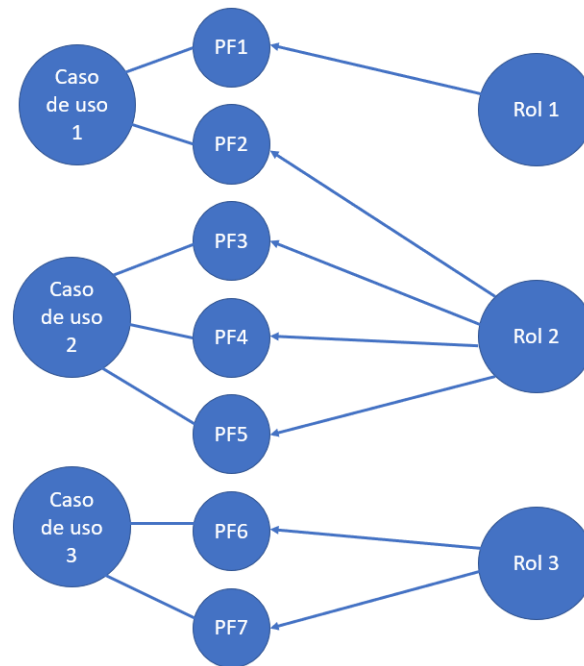 Caso
de uso
1
PF1
PF2
Rol 1
Caso
de uso
2
PF3
PF4
PF5
Rol 2
Caso
de uso
3
PF6
PF7
Rol 3